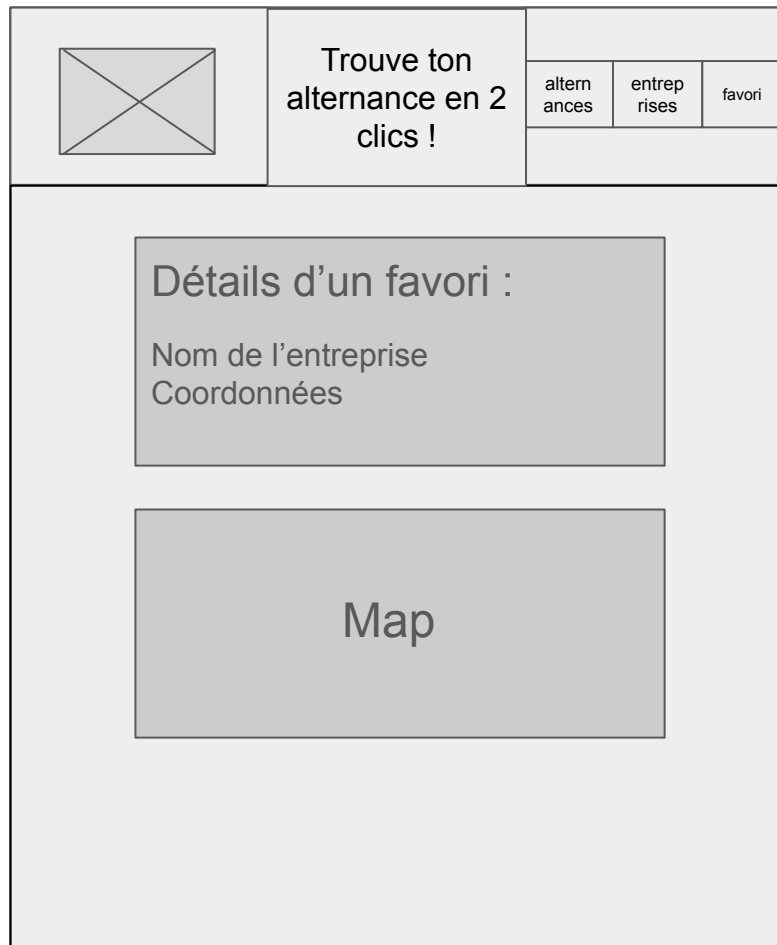 Trouve ton
alternance en 2
clics !
altern
ances
entrep
rises
favori
Détails d’un favori :
Nom de l’entreprise
Coordonnées
Map